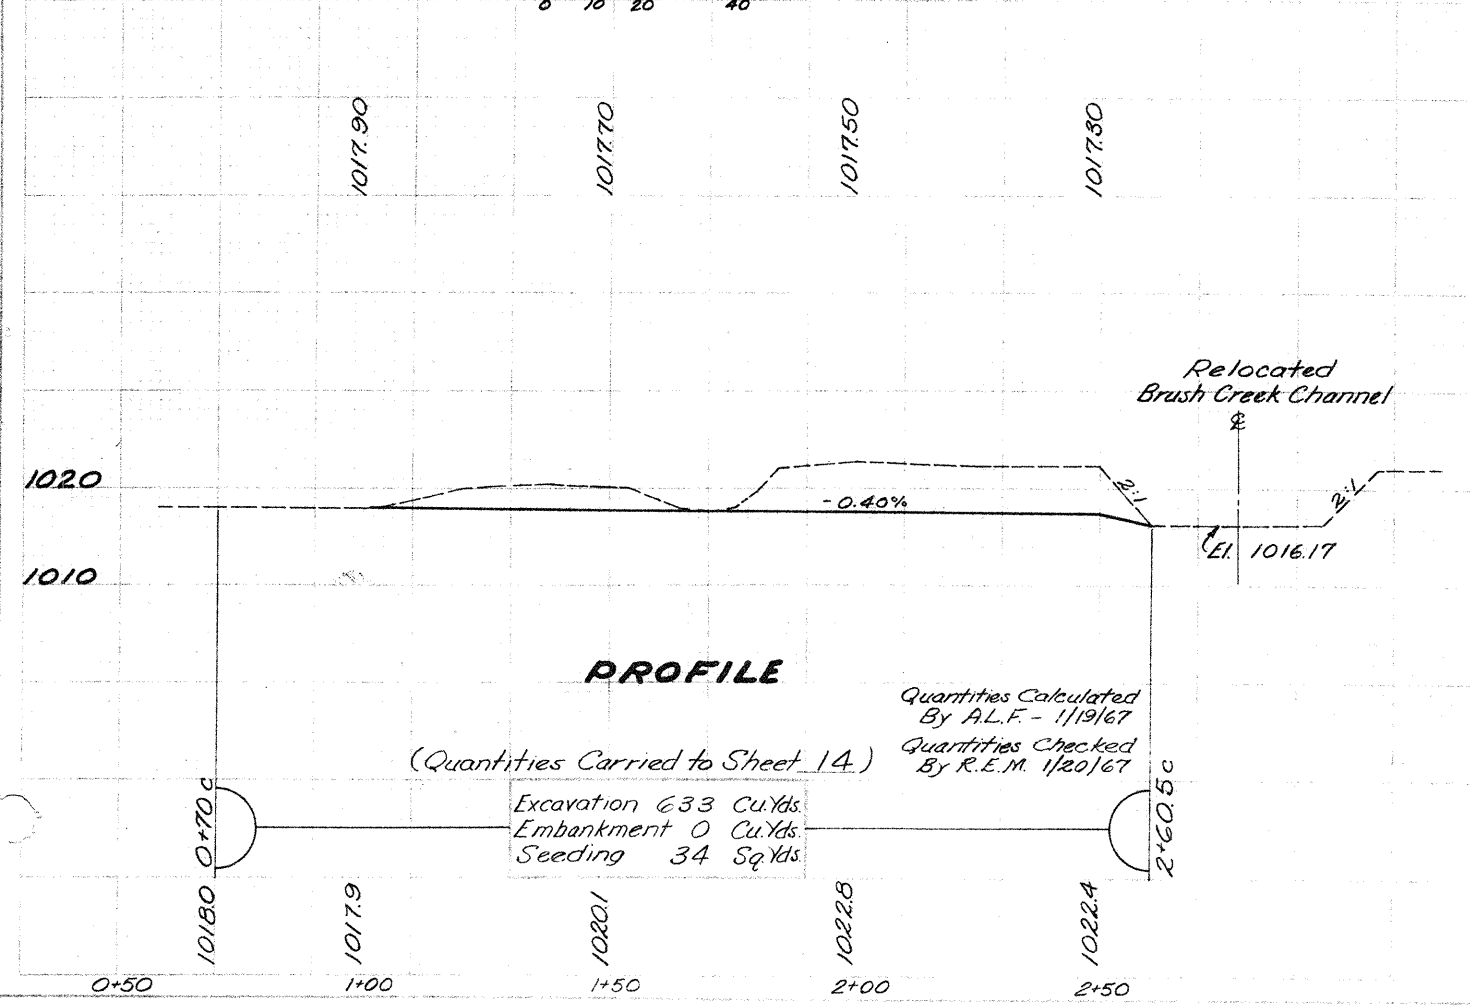 0 10 20 40
1017.90 1017.70 1017.50 1017.30
Relocated
Brush Creek Channel
℄
1020
2:1 2:1
-0.40%
El. 1016.17
1010
PROFILE
Quantities Calculated
By A.L.F. - 1/19/67
Quantities Checked
By R.E.M. 1/20/67
(Quantities Carried to Sheet 14)
0+70 c
Excavation 633 Cu.Yds.
Embankment 0 Cu.Yds.
Seeding 34 Sq.Yds.
2+60.5 c
1018.0 1017.9 1020.1 1022.8 1022.4
0+50 1+00 1+50 2+00 2+50